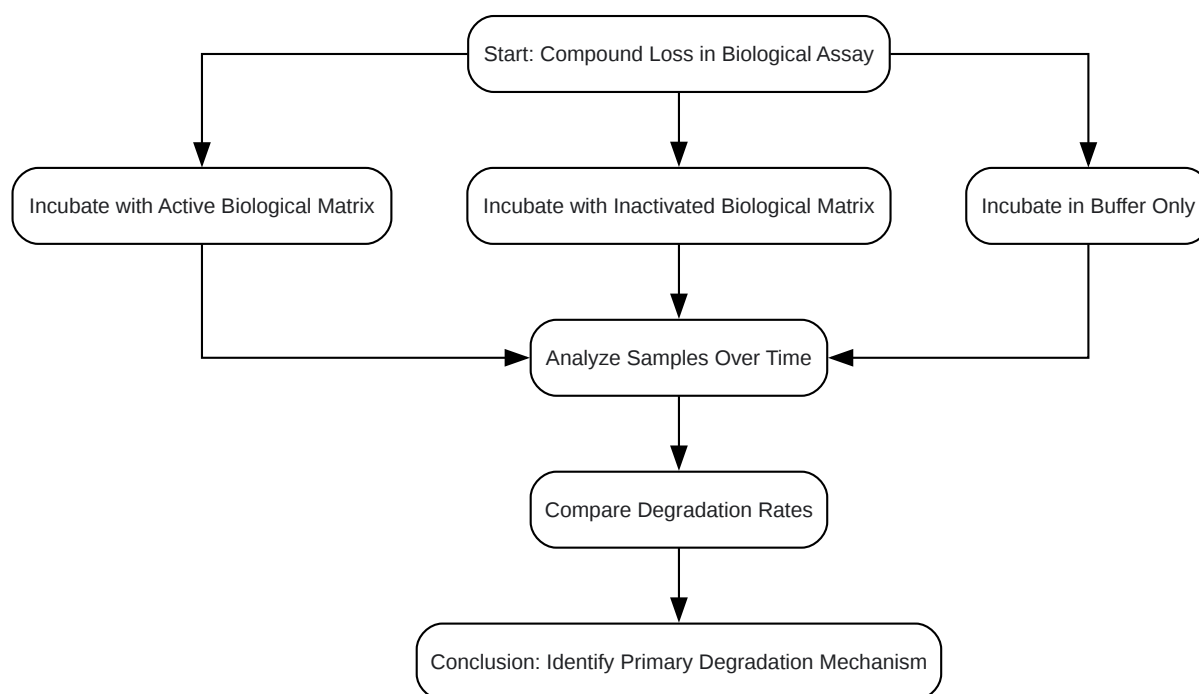 Start: Compound Loss in Biological Assay
Incubate with Active Biological Matrix
Incubate with Inactivated Biological Matrix
Incubate in Buffer Only
Analyze Samples Over Time
Compare Degradation Rates
Conclusion: Identify Primary Degradation Mechanism